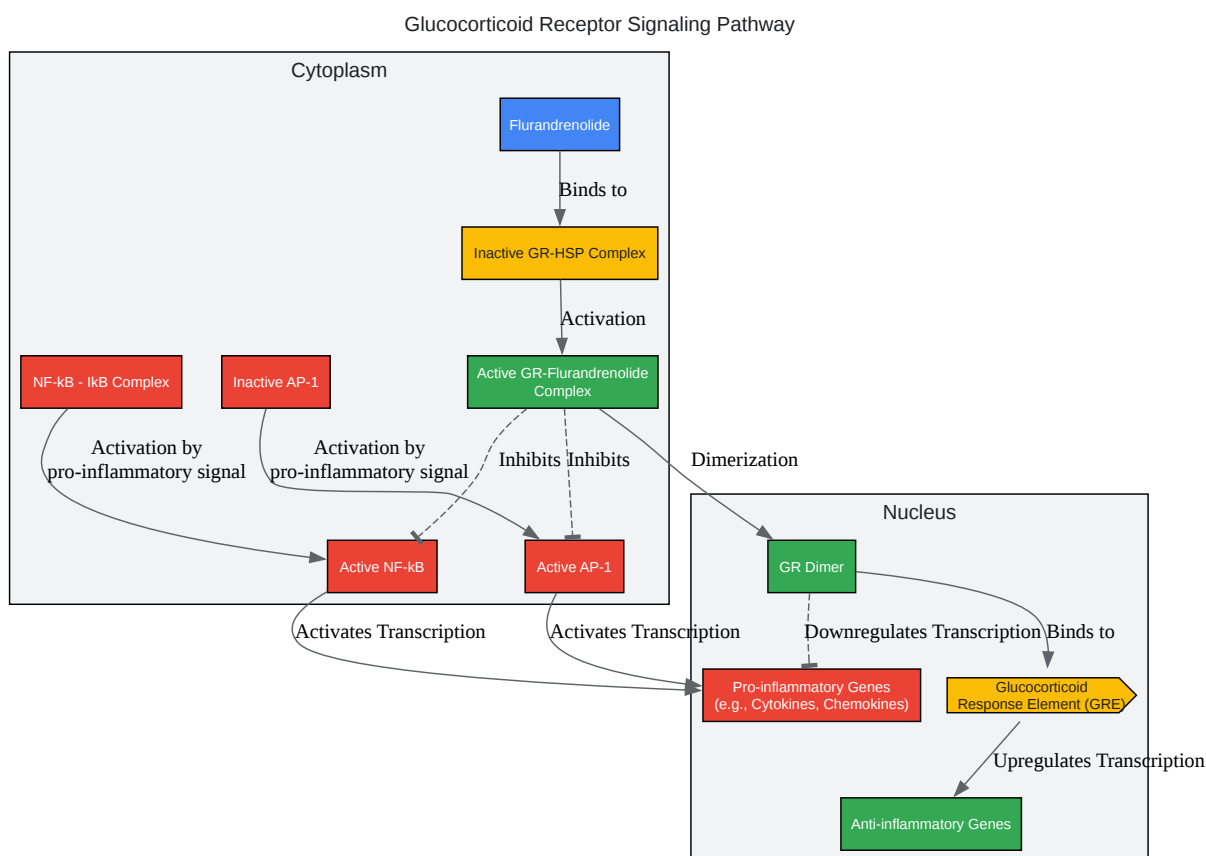 Glucocorticoid Receptor Signaling Pathway
Cytoplasm
Flurandrenolide
Binds to
Inactive GR-HSP Complex
Activation
NF-kB - IkB Complex
Inactive AP-1
Active GR-Flurandrenolide
Complex
Activation by
pro-inflammatory signal
Activation by
pro-inflammatory signal
Inhibits
Inhibits
Dimerization
Nucleus
Active NF-kB
Active AP-1
GR Dimer
Activates Transcription
Activates Transcription
Downregulates Transcription
Binds to
Pro-inflammatory Genes
(e.g., Cytokines, Chemokines)
Glucocorticoid
Response Element (GRE)
Upregulates Transcription
Anti-inflammatory Genes